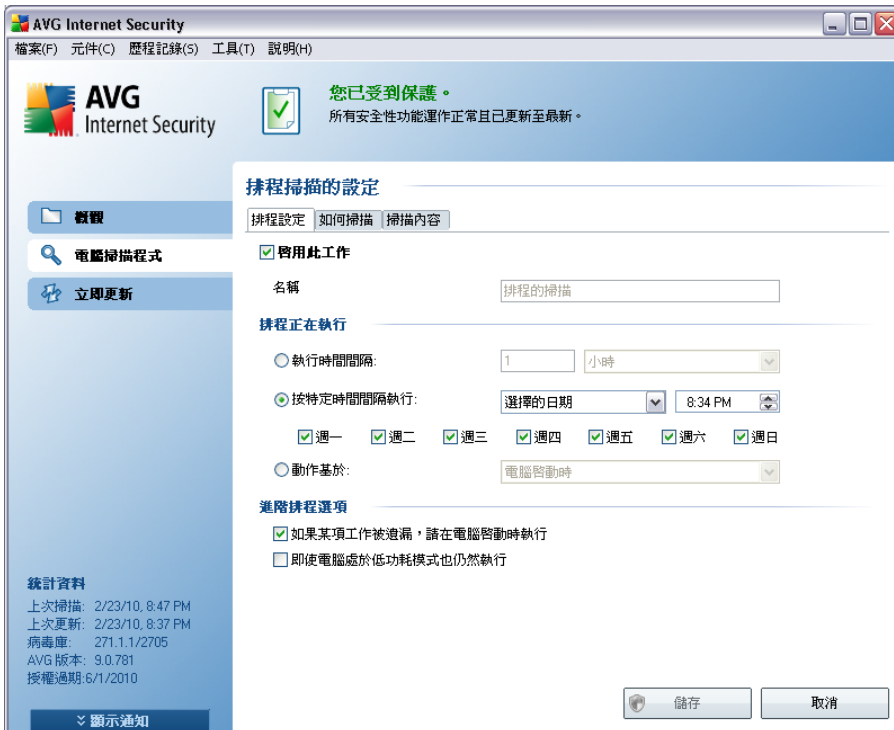 AVG Internet Security
檔案(F) 元件(C) 歷程記錄(S) 工具(T) 說明(H)
AVG
Internet Security
您已受到保護。
所有安全性功能運作正常且已更新至最新。
概觀
電腦掃描程式
立即更新
排程掃描的設定
排程設定 如何掃描 掃描內容
啓用此工作
名稱 排程的掃描
排程正在執行
執行時間間隔: 1 小時
按特定時間間隔執行: 選擇的日期 8:34 PM
週一 週二 週三 週四 週五 週六 週日
動作基於: 電腦啓動時
進階排程選項
如果某項工作被遺漏，請在電腦啓動時執行
即使電腦處於低功耗模式也仍然執行
統計資料
上次掃描: 2/23/10, 8:47 PM
上次更新: 2/23/10, 8:37 PM
病毒庫: 271.1.1/2705
AVG 版本: 9.0.781
授權過期:6/1/2010
顯示通知
儲存 取消